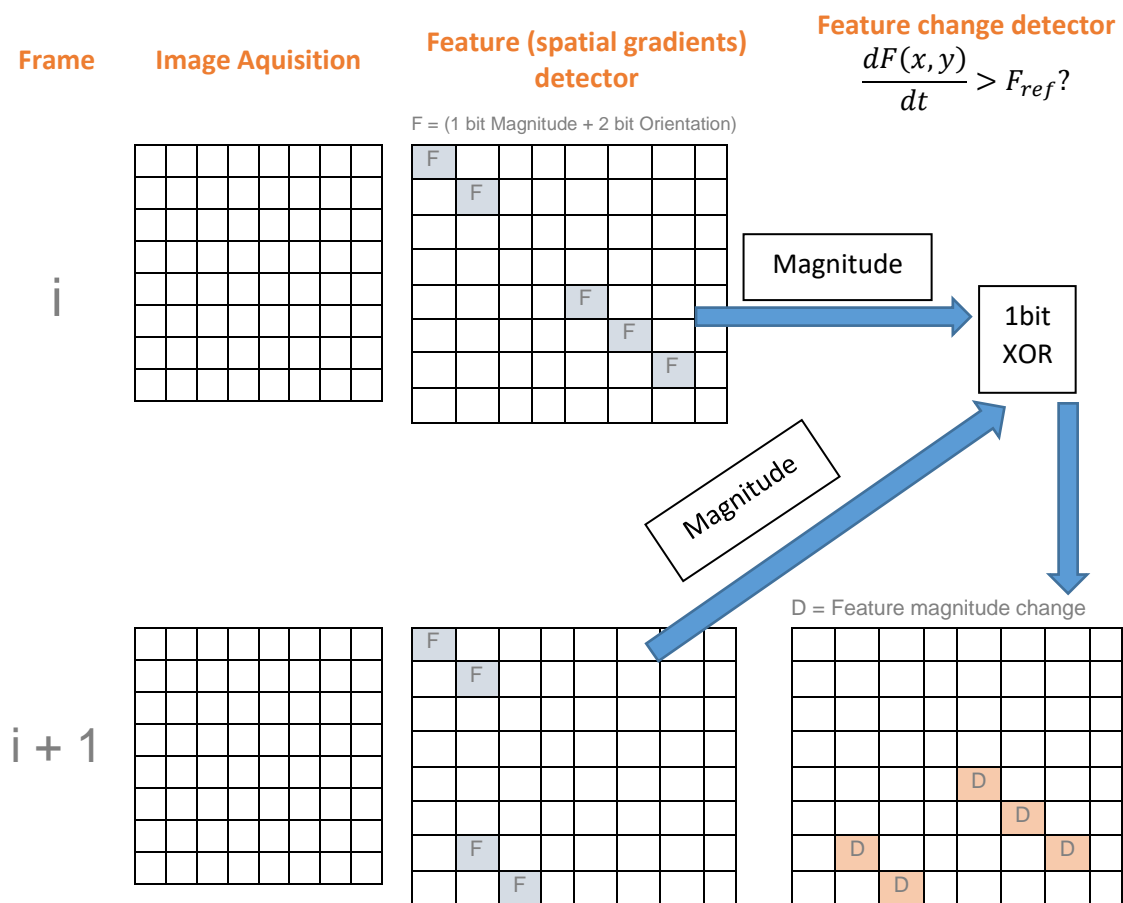 Frame
Image Aquisition
Feature (spatial gradients)
detector
Feature change detector
dF(x, y)
dt
> F_ref?
F = (1 bit Magnitude + 2 bit Orientation)
F
F
i
F
F
F
Magnitude
1bit
XOR
Magnitude
D = Feature magnitude change
i + 1
F
F
F
F
D
D
D
D
D